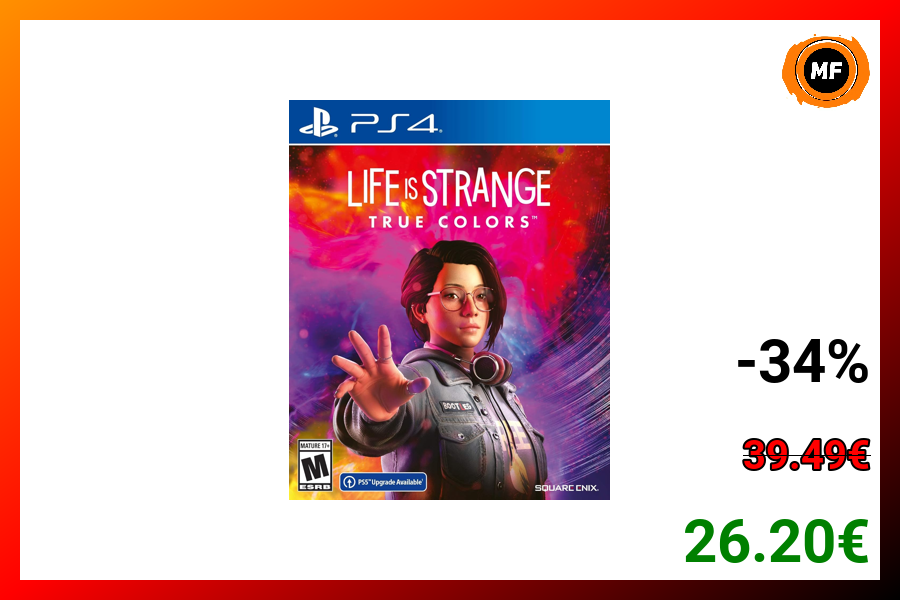 MF
PS4
LIFE IS STRANGE
TRUE COLORS™
MATURE 17+
M
ESRB
PS5™ Upgrade Available
SQUARE ENIX.
-34%
39.49€
26.20€